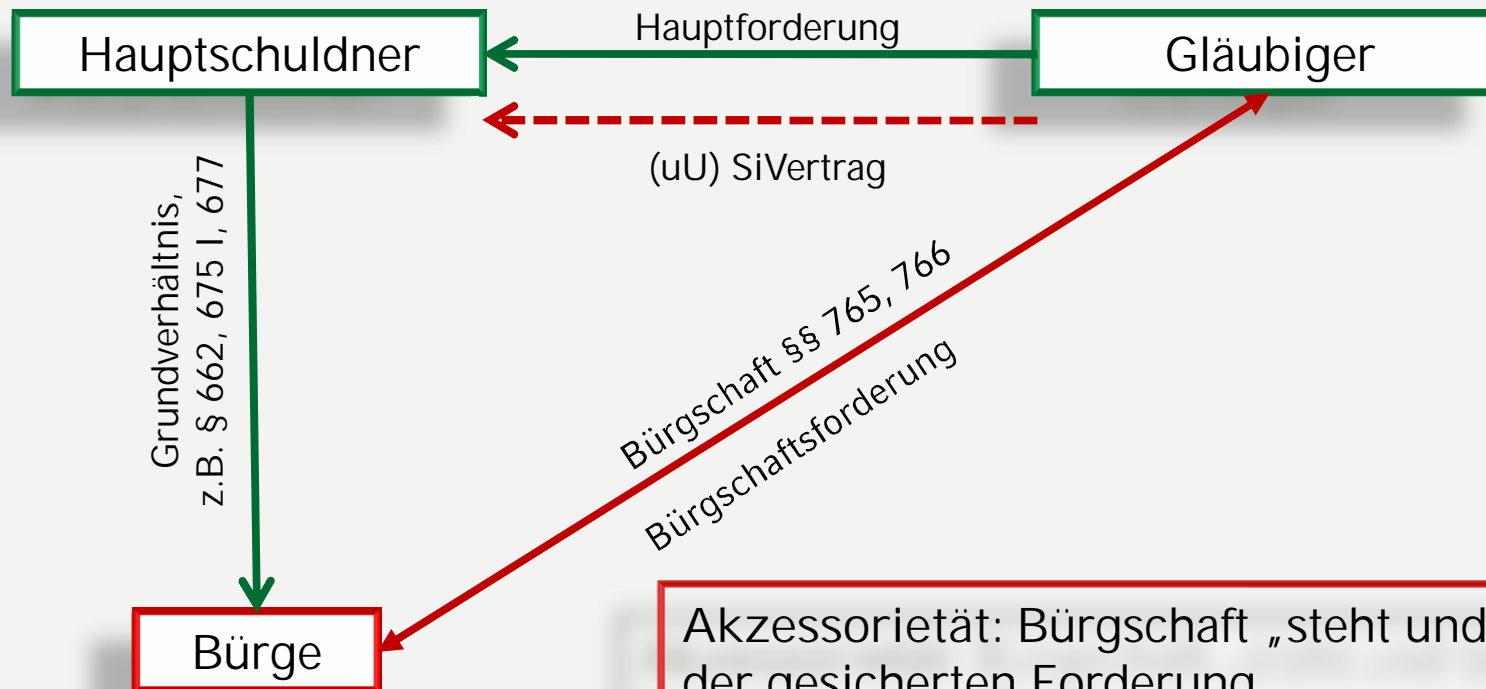 Hauptschuldner
Hauptforderung
Gläubiger
(uU) SiVertrag
Grundverhältnis,
z.B. § 662, 675 I, 677
Bürgschaft §§ 765, 766
Bürgschaftsforderung
Bürge
Akzessorietät: Bürgschaft „steht und
der gesicherten Forderung